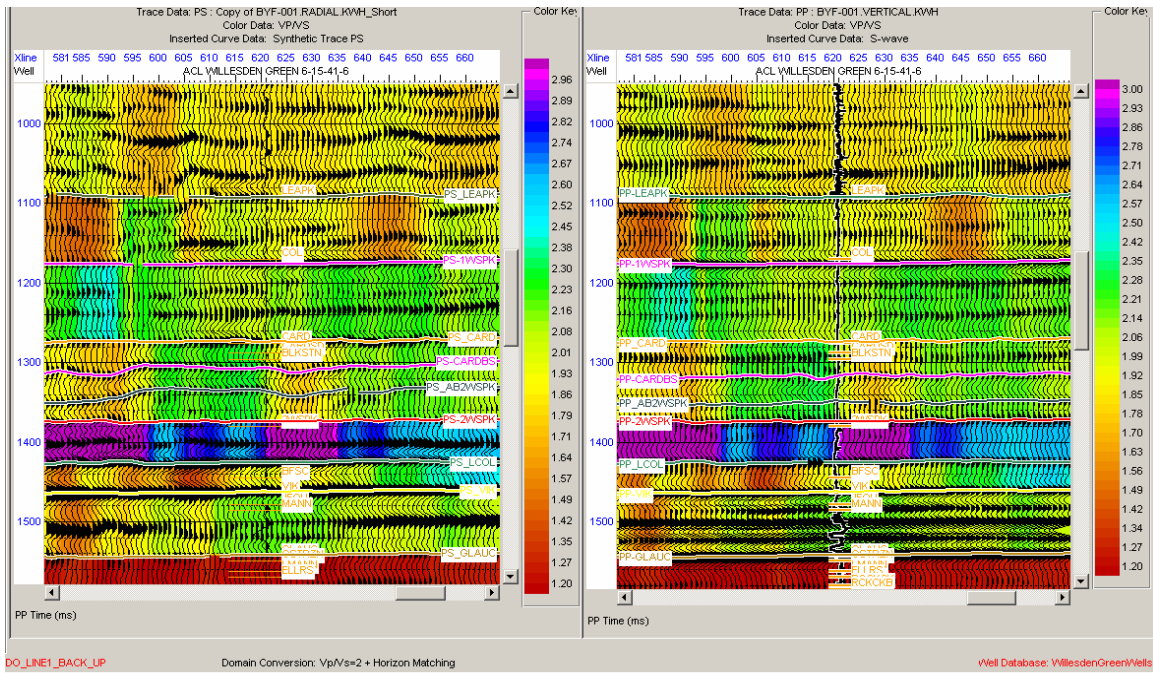 Trace Data: PS : Copy of BYF-001.RADIAL.KWH_Short
Color Data: VP/VS
Inserted Curve Data: Synthetic Trace PS
Color Key
Xline 581 585 590 595 600 605 610 615 620 625 630 635 640 645 650 655 660
Well ACL WILLESDEN GREEN 6-15-41-6
1000
1100
1200
1300
1400
1500
LEAPK
PS_LEAPK
COL
PS-1WSPK
CARD
PS_CARD
BLKSTN
PS-CARDBS
PS_AB2WSPK
PS-2WSPK
PS_LCOL
BFSC
VIK
PS_VIK
MANN
PS_GLAUC
ELLRS
2.96
2.89
2.82
2.74
2.67
2.60
2.52
2.45
2.38
2.30
2.23
2.16
2.08
2.01
1.93
1.86
1.79
1.71
1.64
1.57
1.49
1.42
1.35
1.27
1.20
PP Time (ms)
Trace Data: PP : BYF-001.VERTICAL.KWH
Color Data: VP/VS
Inserted Curve Data: S-wave
Color Key
Xline 581 585 590 595 600 605 610 615 620 625 630 635 640 645 650 655 660
Well ACL WILLESDEN GREEN 6-15-41-6
1000
1100
1200
1300
1400
1500
PP-LEAPK
LEAPK
COL
PP-1WSPK
CARD
PP_CARD
BLKSTN
PP-CARDBS
PP_AB2WSPK
PP-2WSPK
PP_LCOL
BFSC
VIK
PP-VIK
MANN
PP-GLAUC
ELLRS
RCKCKB
3.00
2.93
2.86
2.78
2.71
2.64
2.57
2.50
2.42
2.35
2.28
2.21
2.14
2.06
1.99
1.92
1.85
1.78
1.70
1.63
1.56
1.49
1.42
1.34
1.27
1.20
PP Time (ms)
DO_LINE1_BACK_UP
Domain Conversion: Vp/Vs=2 + Horizon Matching
Well Database: WillesdenGreenWells